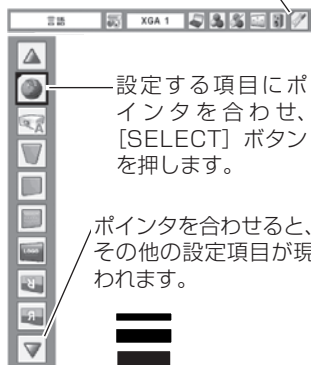 言語
XGA 1
設定する項目にポ
インタを合わせ、
［SELECT］ボタン
を押します。
ポインタを合わせると、
その他の設定項目が現
われます。